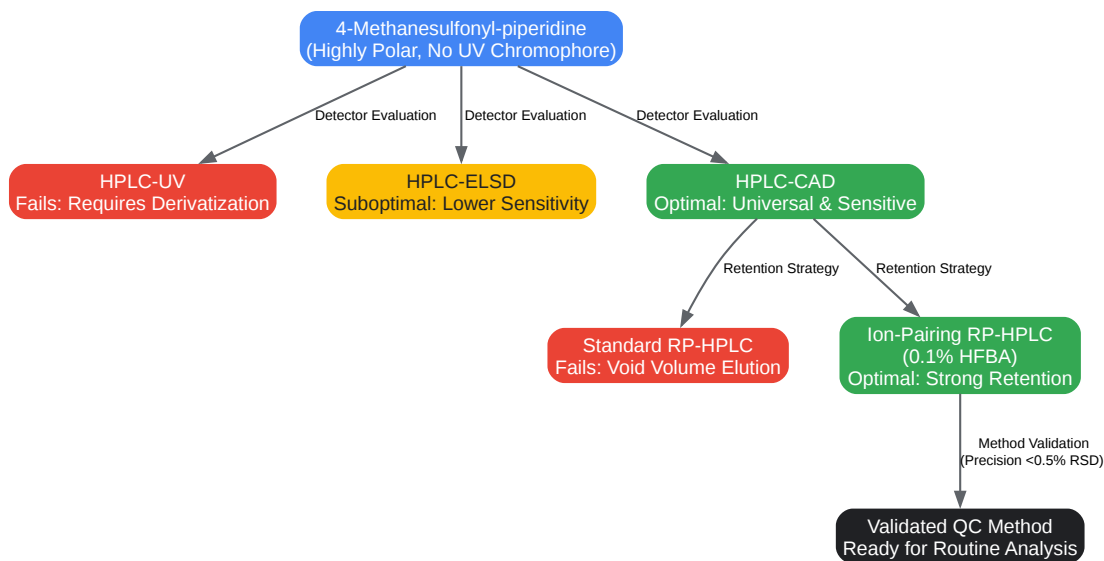 4-Methanesulfonyl-piperidine
(Highly Polar, No UV Chromophore)
Detector Evaluation
Detector Evaluation
Detector Evaluation
HPLC-UV
Fails: Requires Derivatization
HPLC-ELSD
Suboptimal: Lower Sensitivity
HPLC-CAD
Optimal: Universal & Sensitive
Retention Strategy
Retention Strategy
Standard RP-HPLC
Fails: Void Volume Elution
Ion-Pairing RP-HPLC
(0.1% HFBA)
Optimal: Strong Retention
Method Validation
(Precision <0.5% RSD)
Validated QC Method
Ready for Routine Analysis